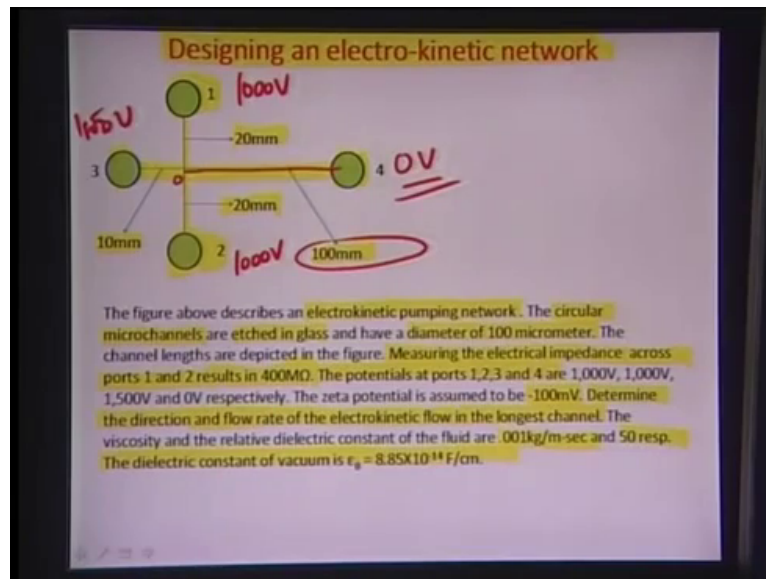 Designing an electro-kinetic network
1 1000V
1,500V
20mm
3
4 0V
0
20mm
10mm
2 1000V
100mm
The figure above describes an electrokinetic pumping network. The circular
microchannels are etched in glass and have a diameter of 100 micrometer. The
channel lengths are depicted in the figure. Measuring the electrical impedance across
ports 1 and 2 results in 400MΩ. The potentials at ports 1,2,3 and 4 are 1,000V, 1,000V,
1,500V and 0V respectively. The zeta potential is assumed to be -100mV. Determine
the direction and flow rate of the electrokinetic flow in the longest channel. The
viscosity and the relative dielectric constant of the fluid are .001kg/m-sec and 50 resp.
The dielectric constant of vacuum is ε₀ = 8.85X10⁻¹⁴ F/cm.